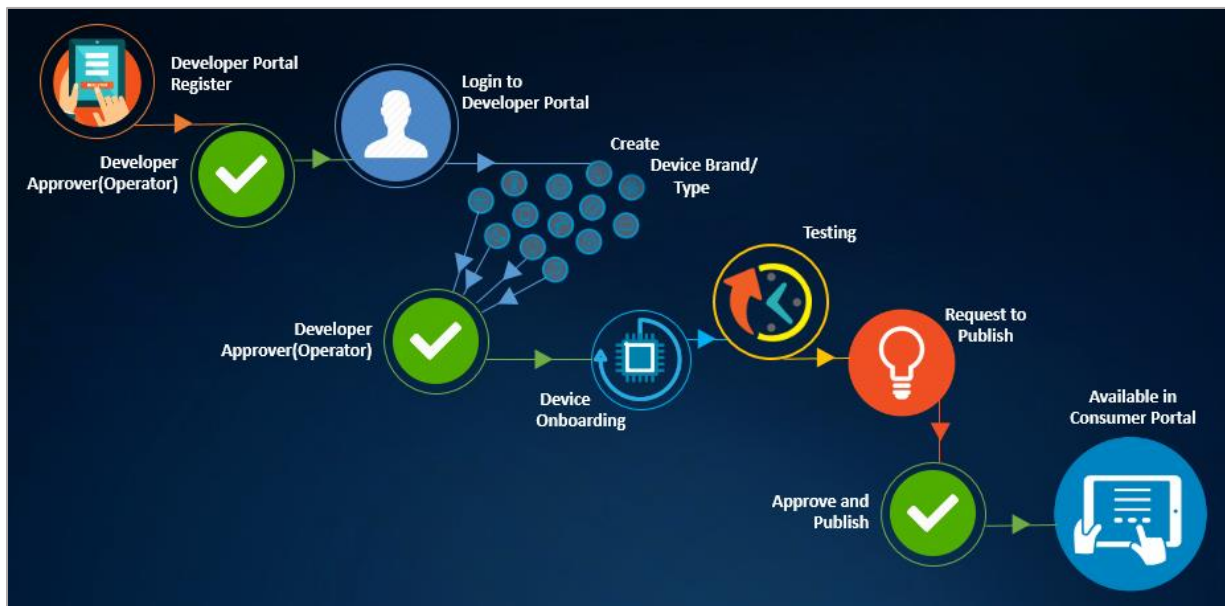 Developer Portal
Register
Login to
Developer Portal
Developer
Approver(Operator)
Create
Device Brand/
Type
Testing
Developer
Approver(Operator)
Request to
Publish
Device
Onboarding
Available in
Consumer Portal
Approve and
Publish